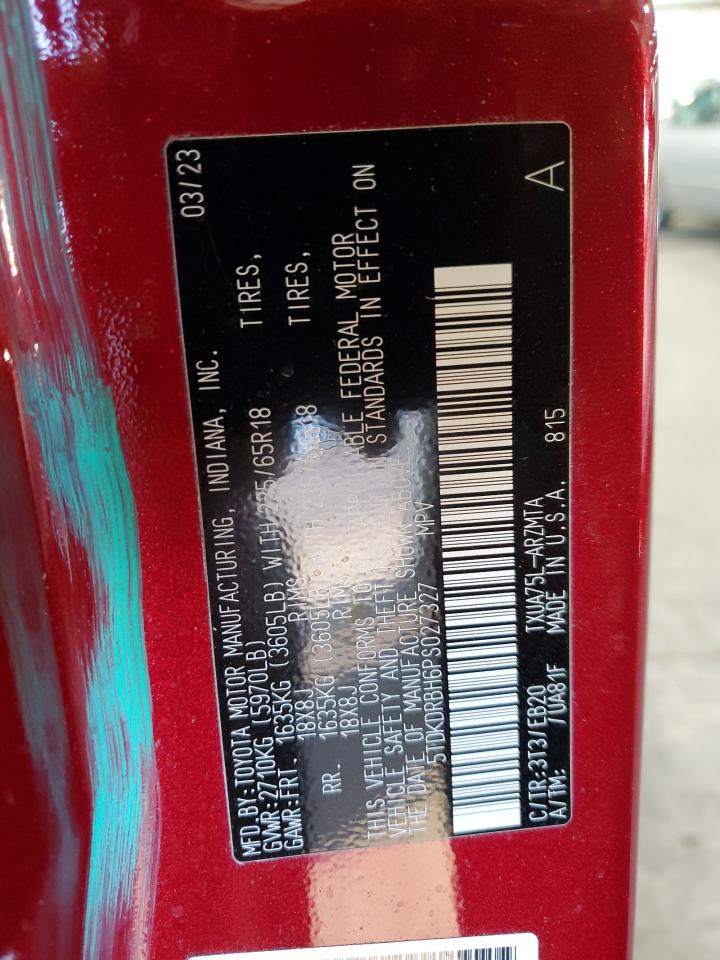 MFD.BY:TOYOTA MOTOR MANUFACTURING, INDIANA, INC. 03/23
GVWR:2710KG (5970LB)
GAWR:FRT. 1635KG (3605LB) WITH 235/65R18 TIRES,
18X8J RIMS
RR. 1635KG (3605LB) WITH TIRES,
18X8J RIMS
THIS VEHICLE CONFORMS TO FEDERAL MOTOR
VEHICLE SAFETY AND THEFT STANDARDS IN EFFECT ON
THE DATE OF MANUFACTURE SHOWN ABOVE.
5TDKDRBH6PS027327 MPV
C/TR:3T3/EB20 TXUA75L-ARZMTA
A/TM: /UA81F MADE IN U.S.A. 815 A